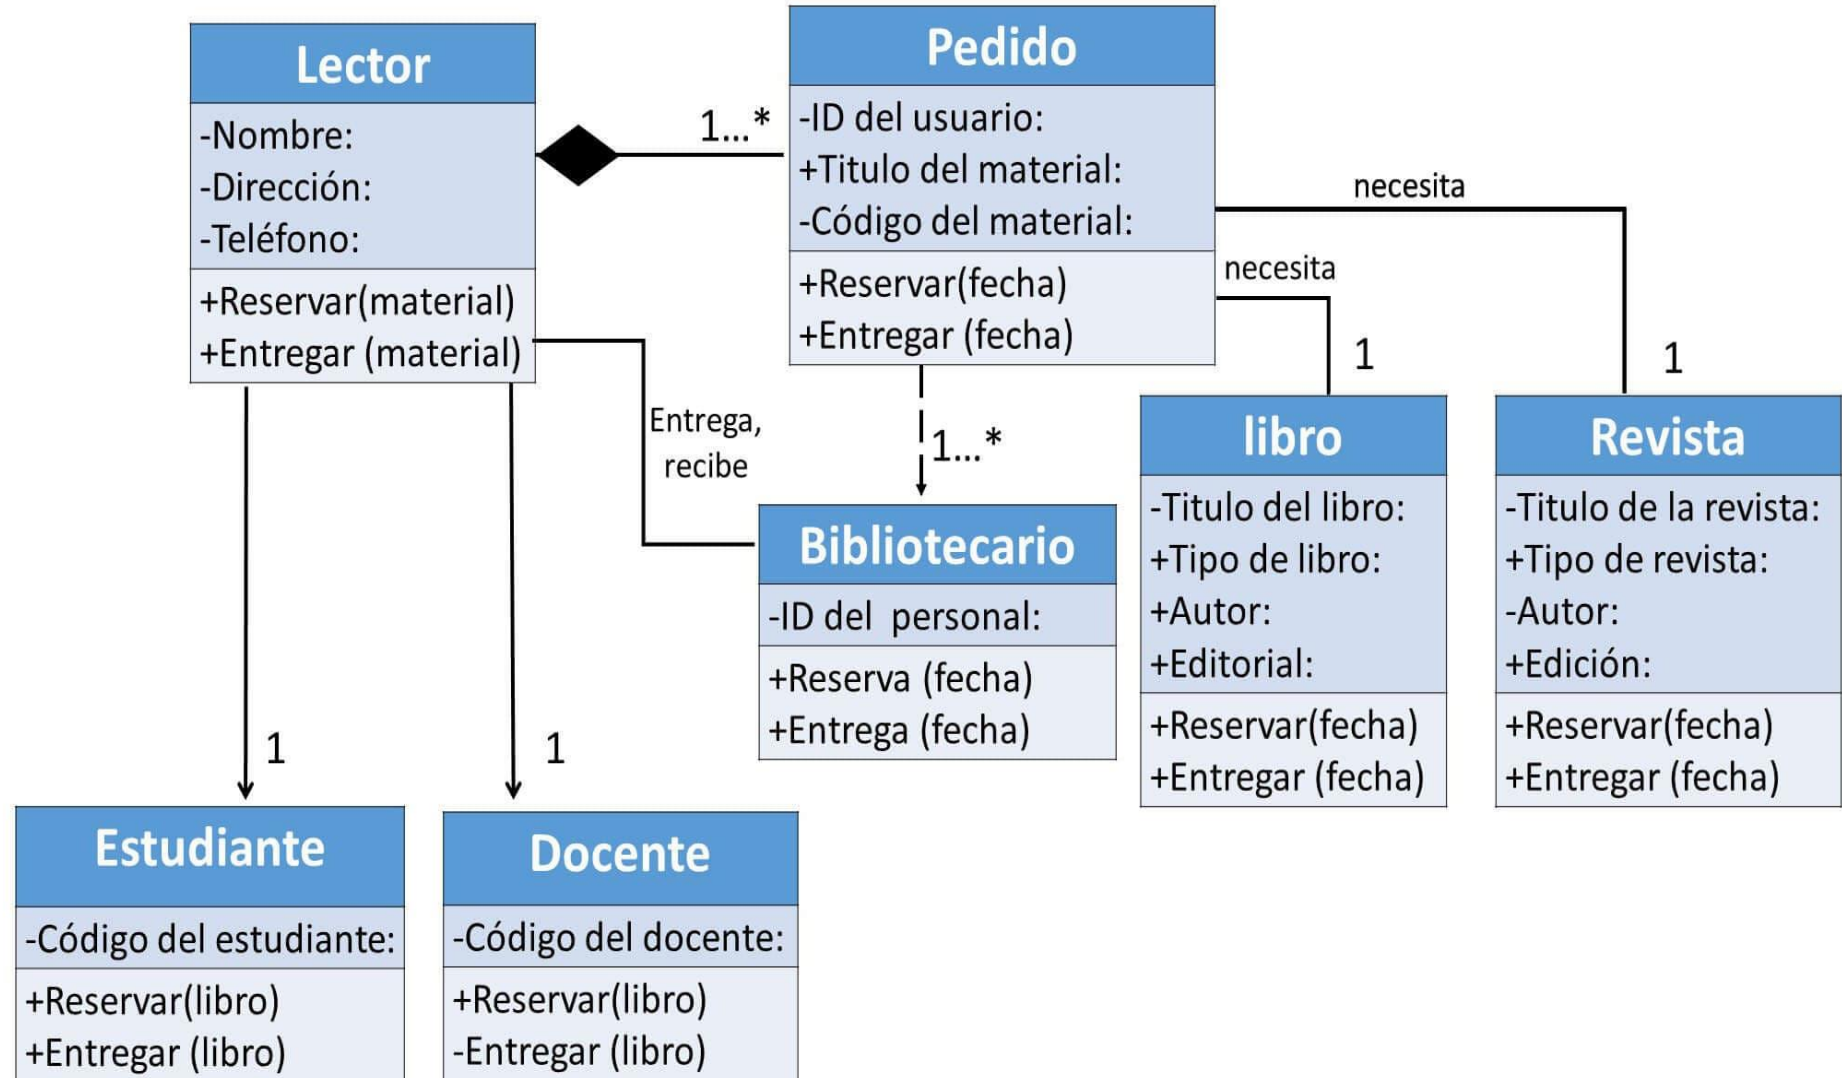 Lector
-Nombre:
-Dirección:
-Teléfono:
+Reservar(material)
+Entregar (material)
1...*
Pedido
-ID del usuario:
+Titulo del material:
-Código del material:
+Reservar(fecha)
+Entregar (fecha)
necesita
necesita
1
1
Entrega,
recibe
1...*
Bibliotecario
-ID del  personal:
+Reserva (fecha)
+Entrega (fecha)
libro
-Titulo del libro:
+Tipo de libro:
+Autor:
+Editorial:
+Reservar(fecha)
+Entregar (fecha)
Revista
-Titulo de la revista:
+Tipo de revista:
-Autor:
+Edición:
+Reservar(fecha)
+Entregar (fecha)
1
1
Estudiante
-Código del estudiante:
+Reservar(libro)
+Entregar (libro)
Docente
-Código del docente:
+Reservar(libro)
-Entregar (libro)